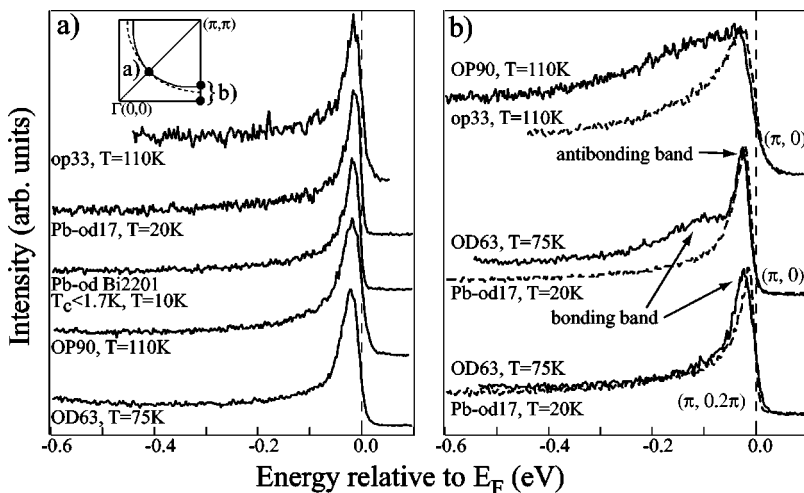 a)
(π,π)
a)
b)
Γ(0,0)
op33, T=110K
Pb-od17, T=20K
Pb-od Bi2201
Tc<1.7K, T=10K
OP90, T=110K
OD63, T=75K
-0.6 -0.4 -0.2 0.0
b)
OP90, T=110K
op33, T=110K
(π, 0)
antibonding band
OD63, T=75K
Pb-od17, T=20K
(π, 0)
bonding band
OD63, T=75K
Pb-od17, T=20K
(π, 0.2π)
-0.6 -0.4 -0.2 0.0
Intensity (arb. units)
Energy relative to EF (eV)